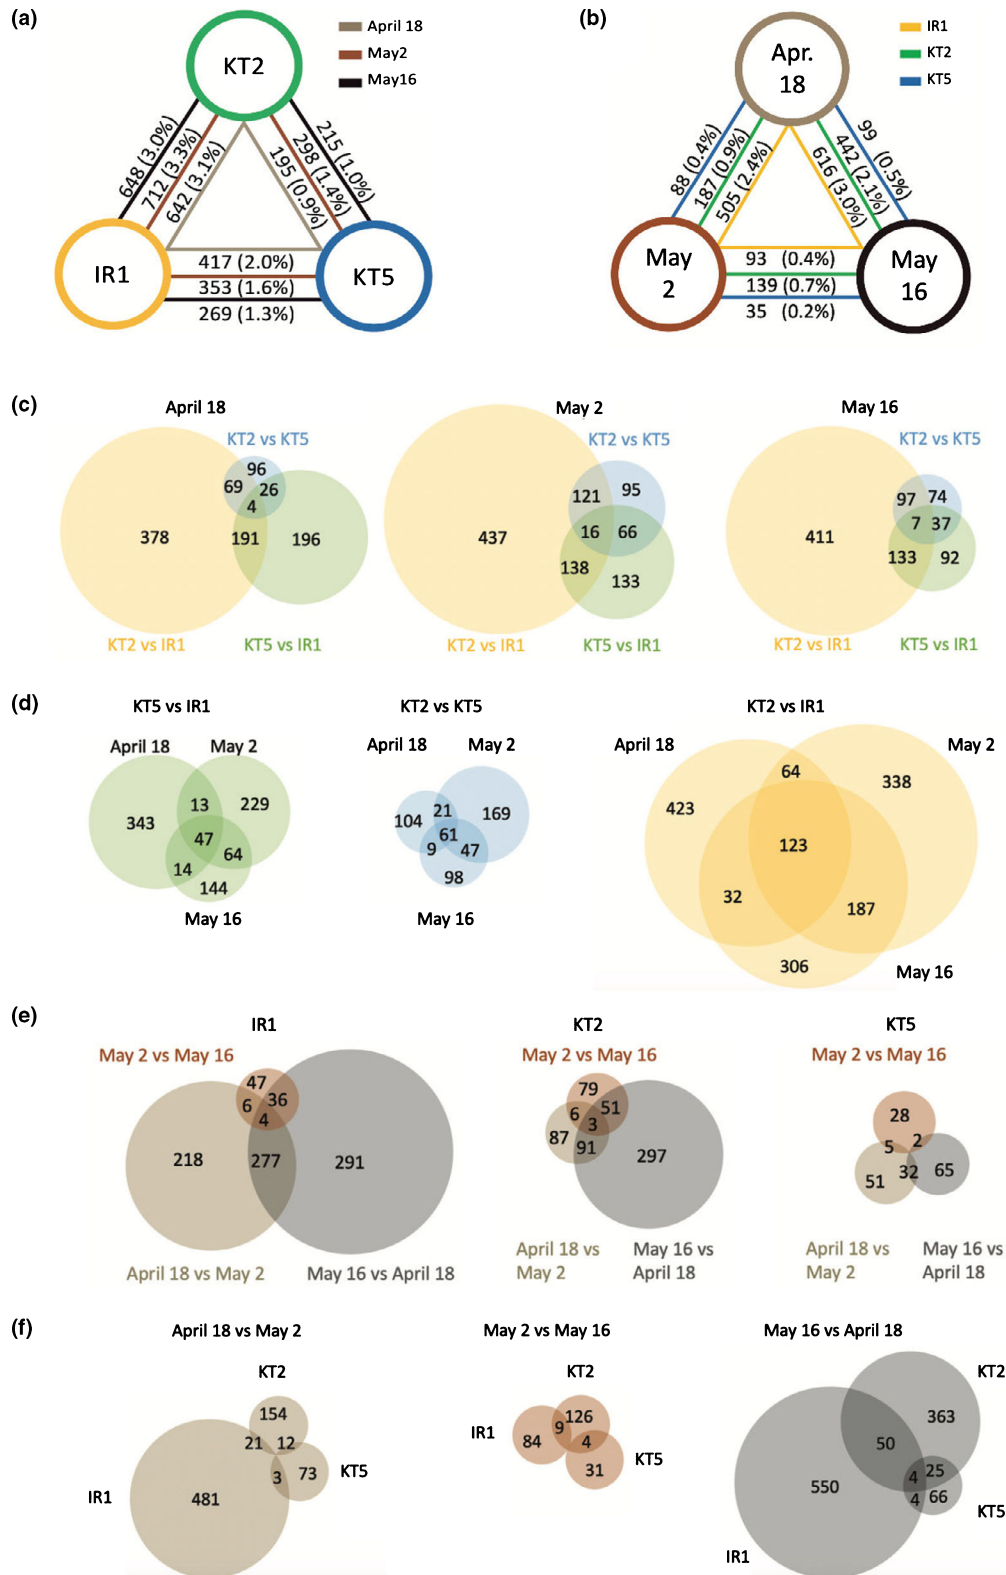 (a)
KT2
April 18
May2
May16
648 (3.0%)
712 (3.3%)
642 (3.1%)
215 (1.0%)
298 (1.4%)
195 (0.9%)
IR1
KT5
417 (2.0%)
353 (1.6%)
269 (1.3%)
(b)
Apr.
18
IR1
KT2
KT5
88 (0.4%)
187 (0.9%)
505 (2.4%)
99 (0.5%)
442 (2.1%)
616 (3.0%)
May
2
May
16
93 (0.4%)
139 (0.7%)
35 (0.2%)
(c)
April 18
KT2 vs KT5
96
69 26
4
378
191
196
KT2 vs IR1
KT5 vs IR1
May 2
KT2 vs KT5
121
95
16
66
437
138
133
KT2 vs IR1
KT5 vs IR1
May 16
KT2 vs KT5
97 74
7 37
411
133
92
KT2 vs IR1
KT5 vs IR1
(d)
KT5 vs IR1
April 18
May 2
13
229
343
47
64
14
144
May 16
KT2 vs KT5
April 18
May 2
104
21
169
61
9
47
98
May 16
KT2 vs IR1
April 18
May 2
64
423
338
123
32
187
306
May 16
(e)
IR1
May 2 vs May 16
47
6 36
4
218
277
291
April 18 vs May 2
May 16 vs April 18
KT2
May 2 vs May 16
79
6 51
3
87
91
297
April 18 vs
May 2
May 16 vs
April 18
KT5
May 2 vs May 16
28
5 2
51
32
65
April 18 vs
May 2
May 16 vs
April 18
(f)
April 18 vs May 2
KT2
154
21 12
3 73
KT5
IR1
481
May 2 vs May 16
KT2
IR1
126
9
84
4
KT5
31
May 16 vs April 18
KT2
363
50
550
4 25
4 66
KT5
IR1